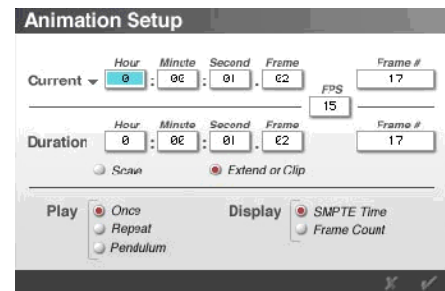 Animation Setup
Hour Minute Second Frame Frame #
Current 0 : 00 : 01 . 02 17
FPS
15
Hour Minute Second Frame Frame #
Duration 0 : 00 : 01 . 02 17
Scale Extend or Clip
Play Once Display SMPTE Time
Repeat Frame Count
Pendulum